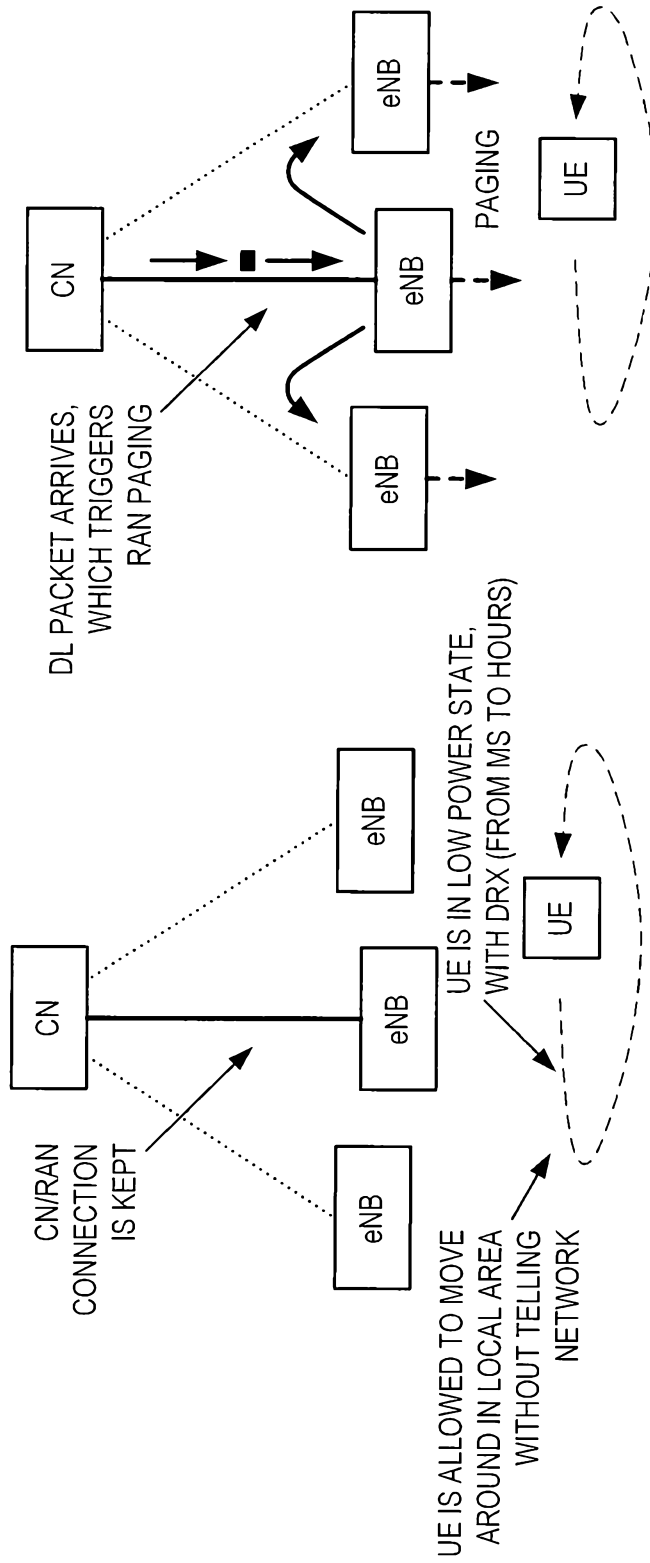 CN
CN/RAN
CONNECTION
IS KEPT
eNB
eNB
eNB
UE IS IN LOW POWER STATE,
WITH DRX (FROM MS TO HOURS)
UE
UE IS ALLOWED TO MOVE
AROUND IN LOCAL AREA
WITHOUT TELLING
NETWORK
CN
DL PACKET ARRIVES,
WHICH TRIGGERS
RAN PAGING
eNB
eNB
eNB
PAGING
UE